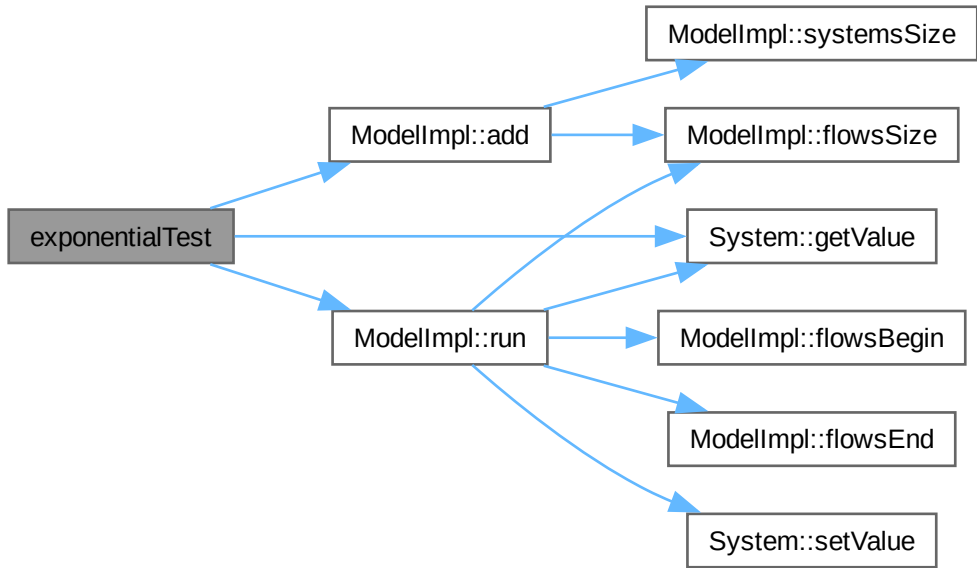 ModelImpl::systemsSize
ModelImpl::add
ModelImpl::flowsSize
exponentialTest
System::getValue
ModelImpl::run
ModelImpl::flowsBegin
ModelImpl::flowsEnd
System::setValue